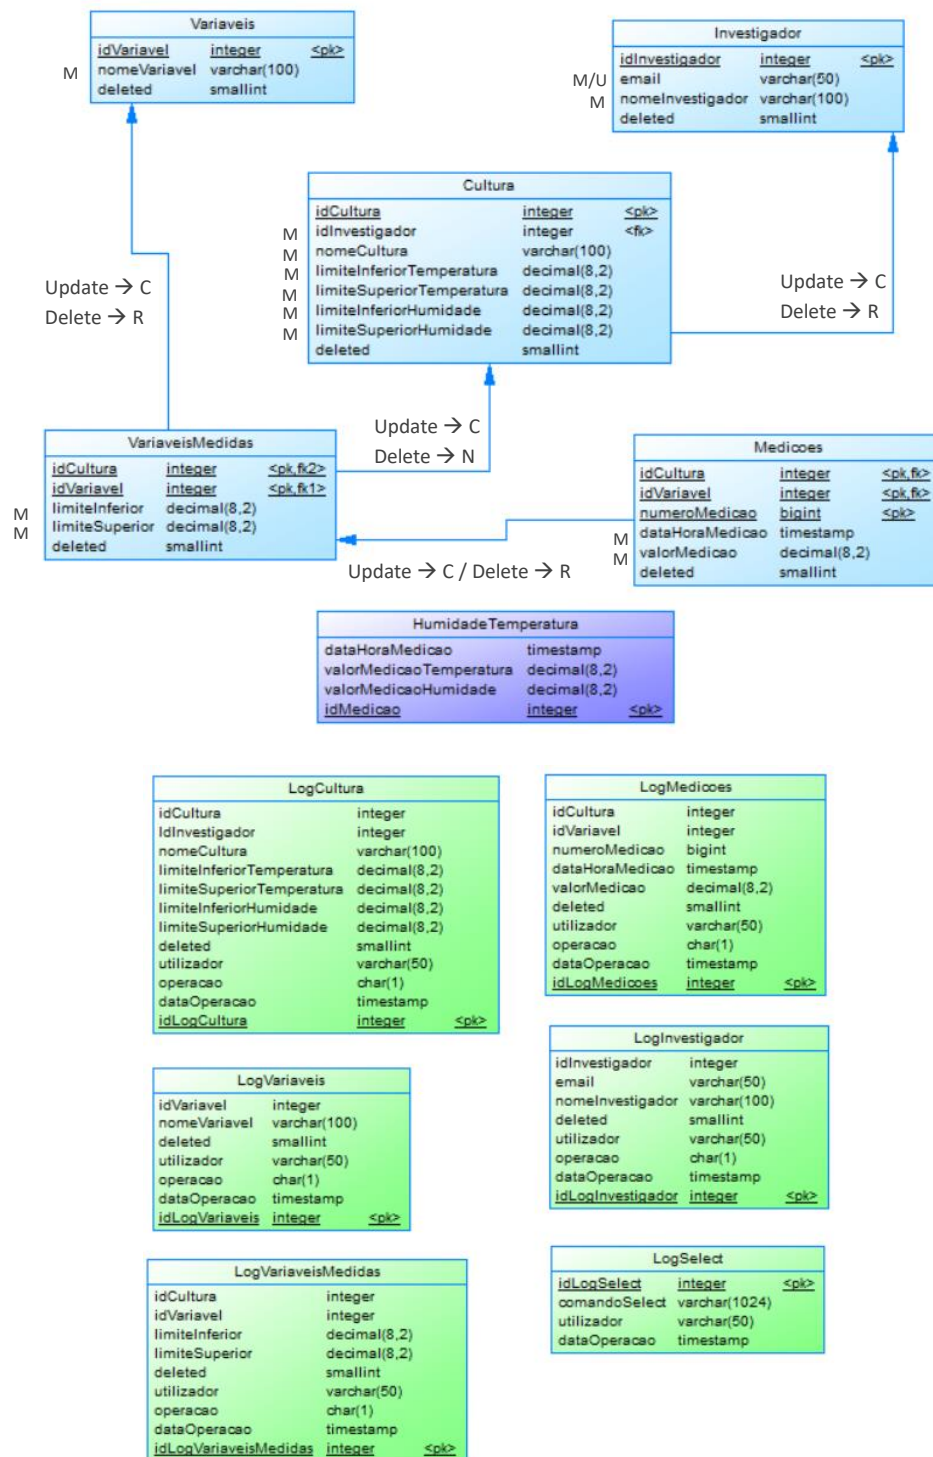 Variaveis
idVariavel integer <pk>
M nomeVariavel varchar(100)
deleted smallint
Investigador
idInvestigador integer <pk>
M/U email varchar(50)
M nomeInvestigador varchar(100)
deleted smallint
Cultura
idCultura integer <pk>
M idInvestigador integer <fk>
M nomeCultura varchar(100)
M limiteInferiorTemperatura decimal(8,2)
M limiteSuperiorTemperatura decimal(8,2)
M limiteInferiorHumidade decimal(8,2)
M limiteSuperiorHumidade decimal(8,2)
deleted smallint
Update → C
Delete → R
Update → C
Delete → R
Update → C
Delete → N
VariaveisMedidas
idCultura integer <pk,fk2>
idVariavel integer <pk,fk1>
M limiteInferior decimal(8,2)
M limiteSuperior decimal(8,2)
deleted smallint
Medicoes
idCultura integer <pk,fk>
idVariavel integer <pk,fk>
numeroMedicao bigint <pk>
M dataHoraMedicao timestamp
M valorMedicao decimal(8,2)
deleted smallint
Update → C / Delete → R
HumidadeTemperatura
dataHoraMedicao timestamp
valorMedicaoTemperatura decimal(8,2)
valorMedicaoHumidade decimal(8,2)
idMedicao integer <pk>
LogCultura
idCultura integer
IdInvestigador integer
nomeCultura varchar(100)
limiteInferiorTemperatura decimal(8,2)
limiteSuperiorTemperatura decimal(8,2)
limiteInferiorHumidade decimal(8,2)
limiteSuperiorHumidade decimal(8,2)
deleted smallint
utilizador varchar(50)
operacao char(1)
dataOperacao timestamp
idLogCultura integer <pk>
LogMedicoes
idCultura integer
idVariavel integer
numeroMedicao bigint
dataHoraMedicao timestamp
valorMedicao decimal(8,2)
deleted smallint
utilizador varchar(50)
operacao char(1)
dataOperacao timestamp
idLogMedicoes integer <pk>
LogVariaveis
idVariavel integer
nomeVariavel varchar(100)
deleted smallint
utilizador varchar(50)
operacao char(1)
dataOperacao timestamp
idLogVariaveis integer <pk>
LogInvestigador
idInvestigador integer
email varchar(50)
nomeInvestigador varchar(100)
deleted smallint
utilizador varchar(50)
operacao char(1)
dataOperacao timestamp
idLogInvestigador integer <pk>
LogVariaveisMedidas
idCultura integer
idVariavel integer
limiteInferior decimal(8,2)
limiteSuperior decimal(8,2)
deleted smallint
utilizador varchar(50)
operacao char(1)
dataOperacao timestamp
idLogVariaveisMedidas integer <pk>
LogSelect
idLogSelect integer <pk>
comandoSelect varchar(1024)
utilizador varchar(50)
dataOperacao timestamp